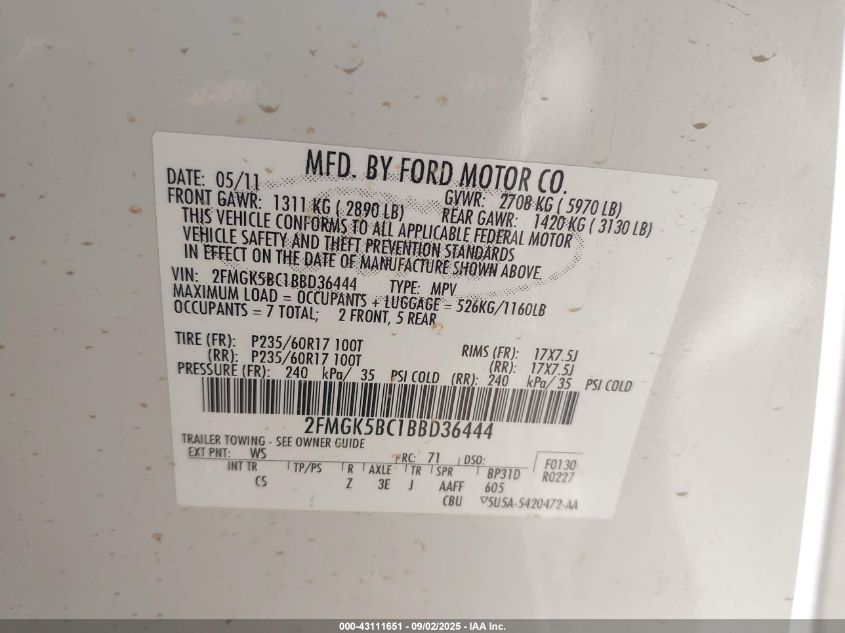 MFD. BY FORD MOTOR CO.
DATE: 05/11 GVWR: 2708 KG ( 5970 LB)
FRONT GAWR: 1311 KG ( 2890 LB) REAR GAWR: 1420 KG ( 3130 LB)
THIS VEHICLE CONFORMS TO ALL APPLICABLE FEDERAL MOTOR
VEHICLE SAFETY AND THEFT PREVENTION STANDARDS
IN EFFECT ON THE DATE OF MANUFACTURE SHOWN ABOVE.
VIN: 2FMGK5BC1BBD36444 TYPE: MPV
MAXIMUM LOAD = OCCUPANTS + LUGGAGE = 526KG/1160LB
OCCUPANTS = 7 TOTAL; 2 FRONT, 5 REAR
TIRE (FR): P235/60R17 100T RIMS (FR): 17X7.5J
(RR): P235/60R17 100T (RR): 17X7.5J
PRESSURE (FR): 240 kPa/ 35 PSI COLD (RR): 240 kPa/ 35 PSI COLD
2FMGK5BC1BBD36444
TRAILER TOWING - SEE OWNER GUIDE
EXT PNT: WS RC: 71 DSO: F0130
INT TR TP/PS R AXLE TR SPR BP31D R0227
CS Z 3E J AAFF 605
CBU 5U5A-5420472-AA
000-43111651 - 09/02/2025 - IAA Inc.